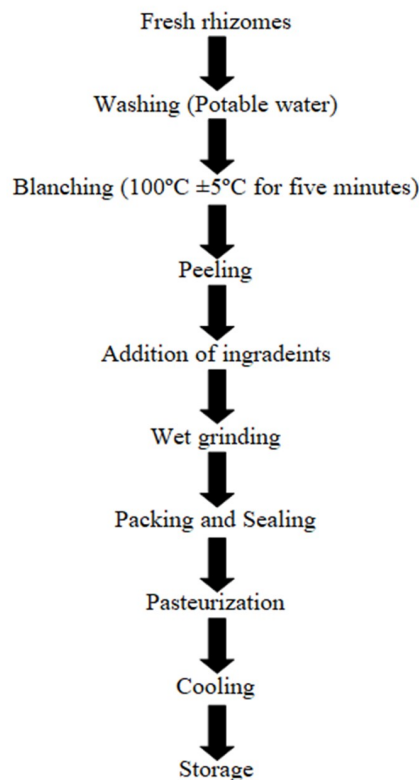 Fresh rhizomes
Washing (Potable water)
Blanching (100°C ±5°C for five minutes)
Peeling
Addition of ingradeints
Wet grinding
Packing and Sealing
Pasteurization
Cooling
Storage